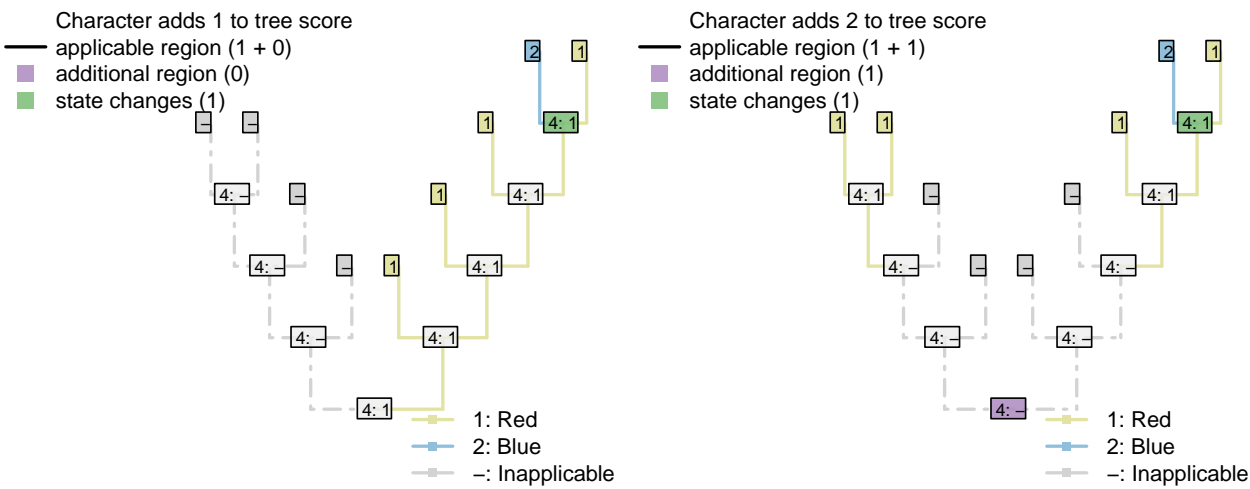 Character adds 1 to tree score
applicable region (1 + 0)
additional region (0)
state changes (1)
2 1
– – 1 4: 1
4: – – 1 4: 1
4: – – 1 4: 1
4: – 4: 1
4: 1
1: Red
2: Blue
–: Inapplicable
Character adds 2 to tree score
applicable region (1 + 1)
additional region (1)
state changes (1)
2 1
1 1 1 4: 1
4: 1 – – 4: 1
4: – – – 4: –
4: – 4: –
4: –
1: Red
2: Blue
–: Inapplicable